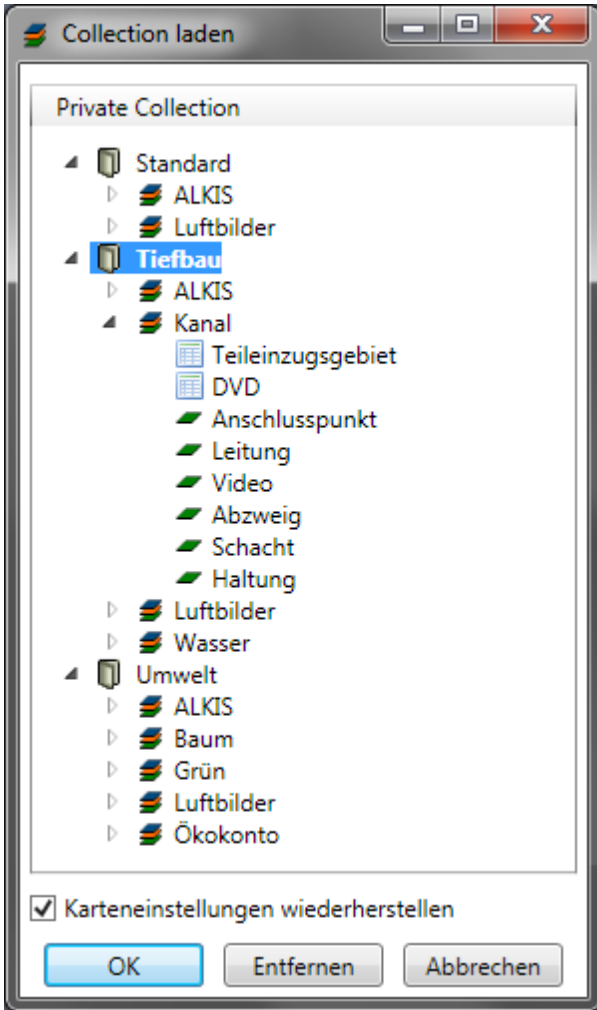 Collection laden
Private Collection
Standard
ALKIS
Luftbilder
Tiefbau
ALKIS
Kanal
Teileinzugsgebiet
DVD
Anschlusspunkt
Leitung
Video
Abzweig
Schacht
Haltung
Luftbilder
Wasser
Umwelt
ALKIS
Baum
Grün
Luftbilder
Ökokonto
Karteneinstellungen wiederherstellen
OK Entfernen Abbrechen